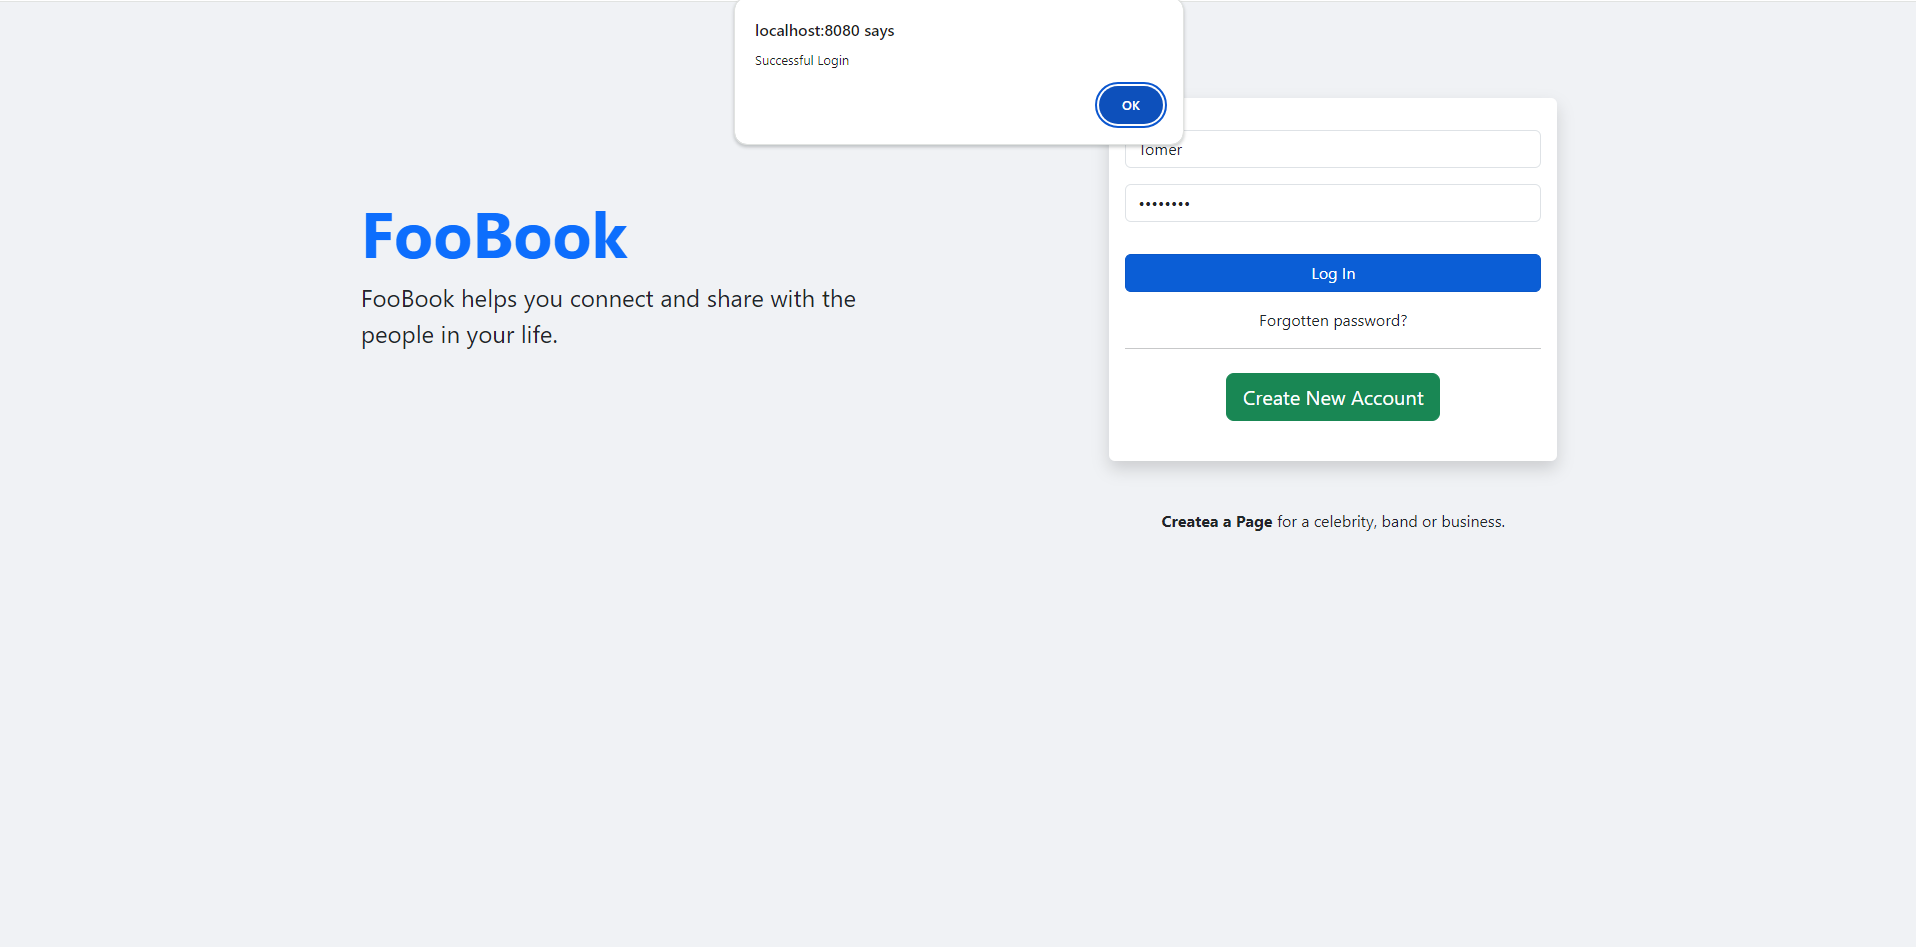 localhost:8080 says
Successful Login
OK
Tomer
••••••••
FooBook
FooBook helps you connect and share with the
people in your life.
Log In
Forgotten password?
Create New Account
Createa a Page for a celebrity, band or business.